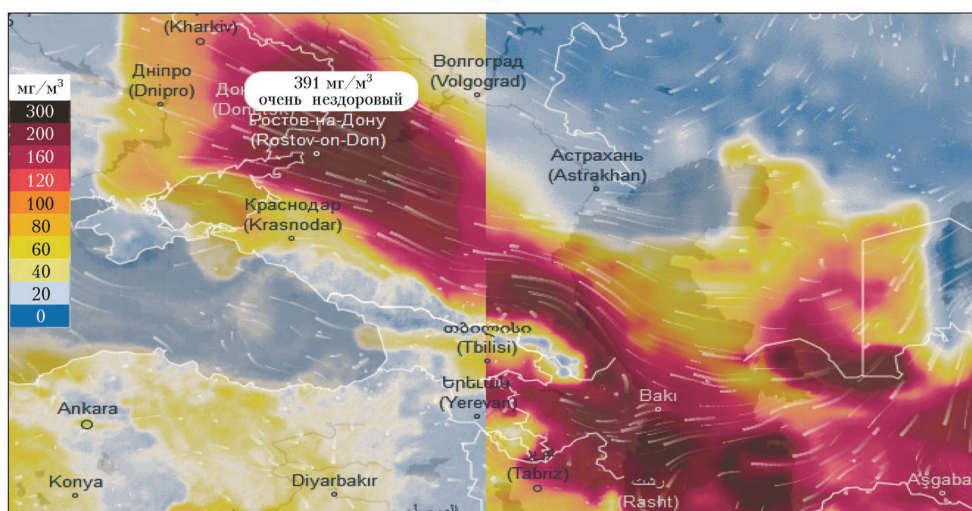 (Kharkiv)
Дніпро
(Dnipro)
Волгоград
(Volgograd)
391 мг/м³
очень нездоровый
Ростов-на-Дону
(Rostov-on-Don)
мг/м³
300
200
160
120
100
80
60
40
20
0
Астрахань
(Astrakhan)
Краснодар
(Krasnodar)
თბილისი
(Tbilisi)
Երևան
(Yerevan)
Bakı
Ankara
Konya
Diyarbakır
(Tabriz)
رشت
(Rasht)
Aşgaba